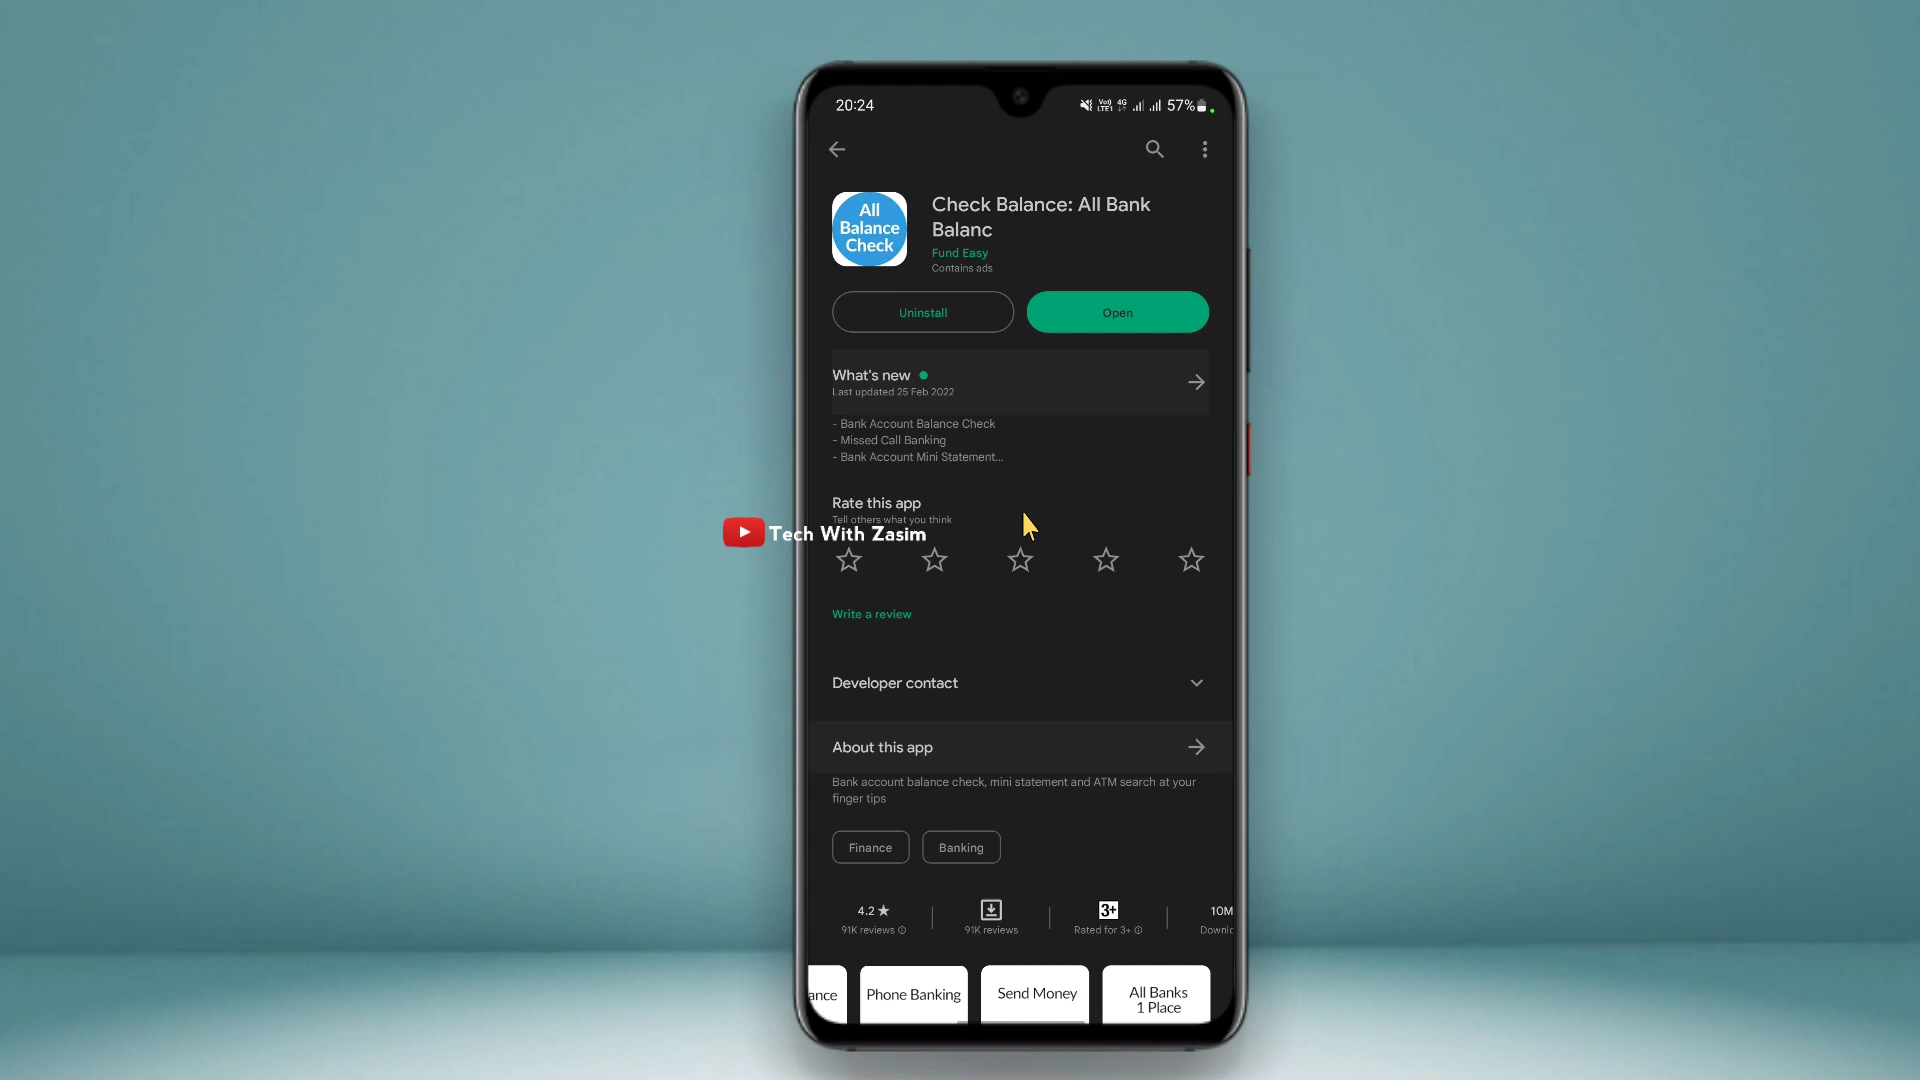 20:24
Vo) 4G 57%
LTE1
All
Balance
Check
Check Balance: All Bank
Balanc
Fund Easy
Contains ads
Uninstall
Open
What's new
Last updated 25 Feb 2022
- Bank Account Balance Check
- Missed Call Banking
- Bank Account Mini Statement...
Rate this app
Tell others what you think
Tech With Zasim
Write a review
Developer contact
About this app
Bank account balance check, mini statement and ATM search at your
finger tips
Finance
Banking
4.2★
91K reviews
91K reviews
3+
Rated for 3+
10M
Downlo
ance
Phone Banking
Send Money
All Banks
1 Place